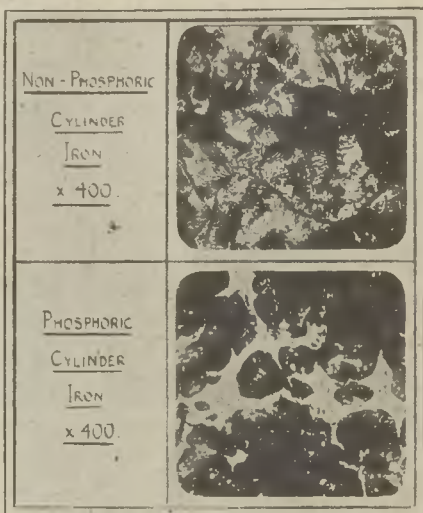 NON-PHOSPHORIC
CYLINDER
IRON
x 400.
PHOSPHORIC
CYLINDER
IRON
x 400.